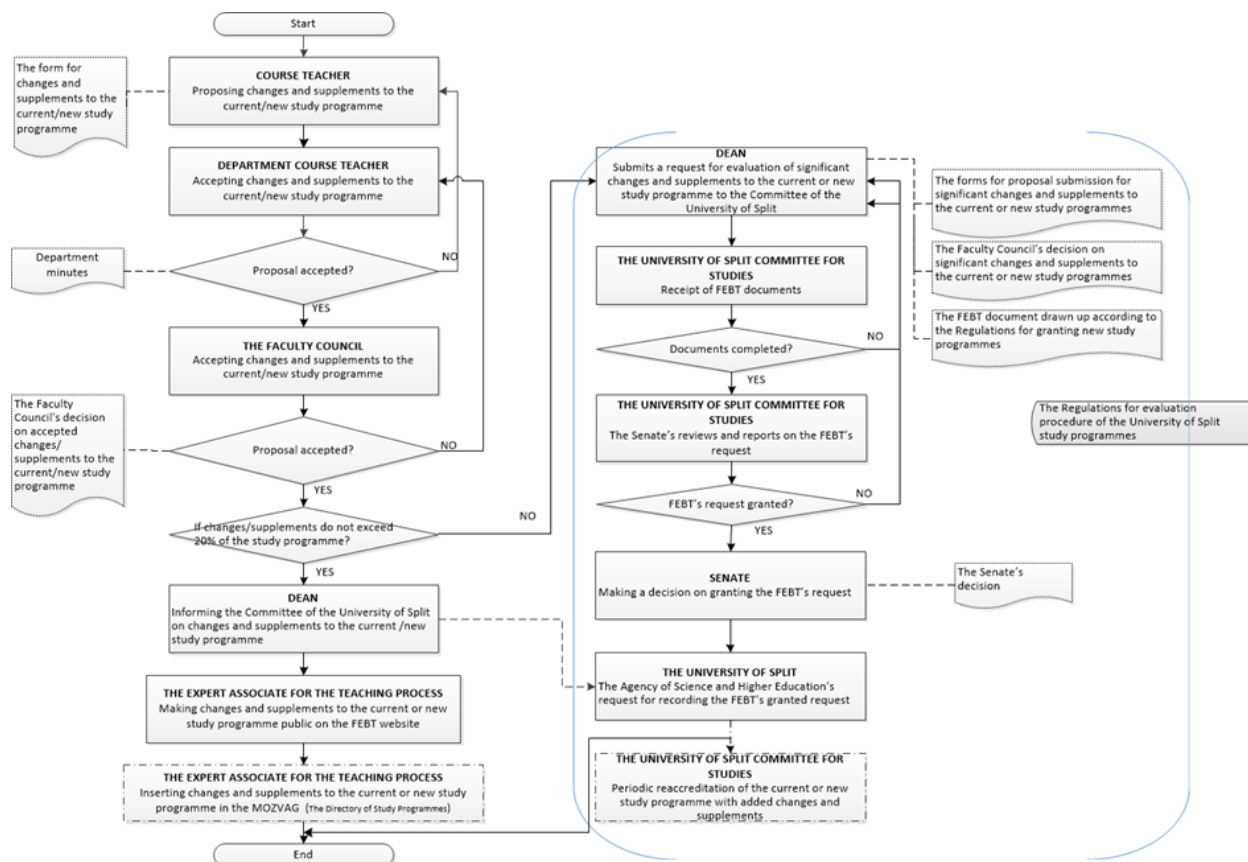 Start
The form for
changes and
supplements to the
current/new study
programme
COURSE TEACHER
Proposing changes and supplements to the
current/new study programme
DEPARTMENT COURSE TEACHER
Accepting changes and supplements to the
current/new study programme
Department
minutes
Proposal accepted?
NO
YES
THE FACULTY COUNCIL
Accepting changes and supplements to the
current/new study programme
The Faculty
Council's decision
on accepted
changes/
supplements to the
current/new study
programme
Proposal accepted?
NO
YES
If changes/supplements do not exceed
20% of the study programme?
NO
YES
DEAN
Informing the Committee of the University of Split
on changes and supplements to the current /new
study programme
THE EXPERT ASSOCIATE FOR THE TEACHING PROCESS
Making changes and supplements to the current or new
study programme public on the FEBT website
THE EXPERT ASSOCIATE FOR THE TEACHING PROCESS
Inserting changes and supplements to the current or new study
programme in the MOZVAG (The Directory of Study Programmes)
End
DEAN
Submits a request for evaluation of significant
changes and supplements to the current or new
study programme to the Committee of the
University of Split
The forms for proposal submission for
significant changes and supplements to
the current or new study programmes
The Faculty Council's decision on
significant changes and supplements to
the current or new study programmes
The FEBT document drawn up according to
the Regulations for granting new study
programmes
THE UNIVERSITY OF SPLIT COMMITTEE FOR
STUDIES
Receipt of FEBT documents
Documents completed?
NO
YES
THE UNIVERSITY OF SPLIT COMMITTEE FOR
STUDIES
The Senate's reviews and reports on the FEBT's
request
The Regulations for evaluation
procedure of the University of Split
study programmes
FEBT's request granted?
NO
YES
SENATE
Making a decision on granting the FEBT's request
The Senate's
decision
THE UNIVERSITY OF SPLIT
The Agency of Science and Higher Education's
request for recording the FEBT's granted request
THE UNIVERSITY OF SPLIT COMMITTEE FOR
STUDIES
Periodic reaccreditation of the current or new
study programme with added changes and
supplements